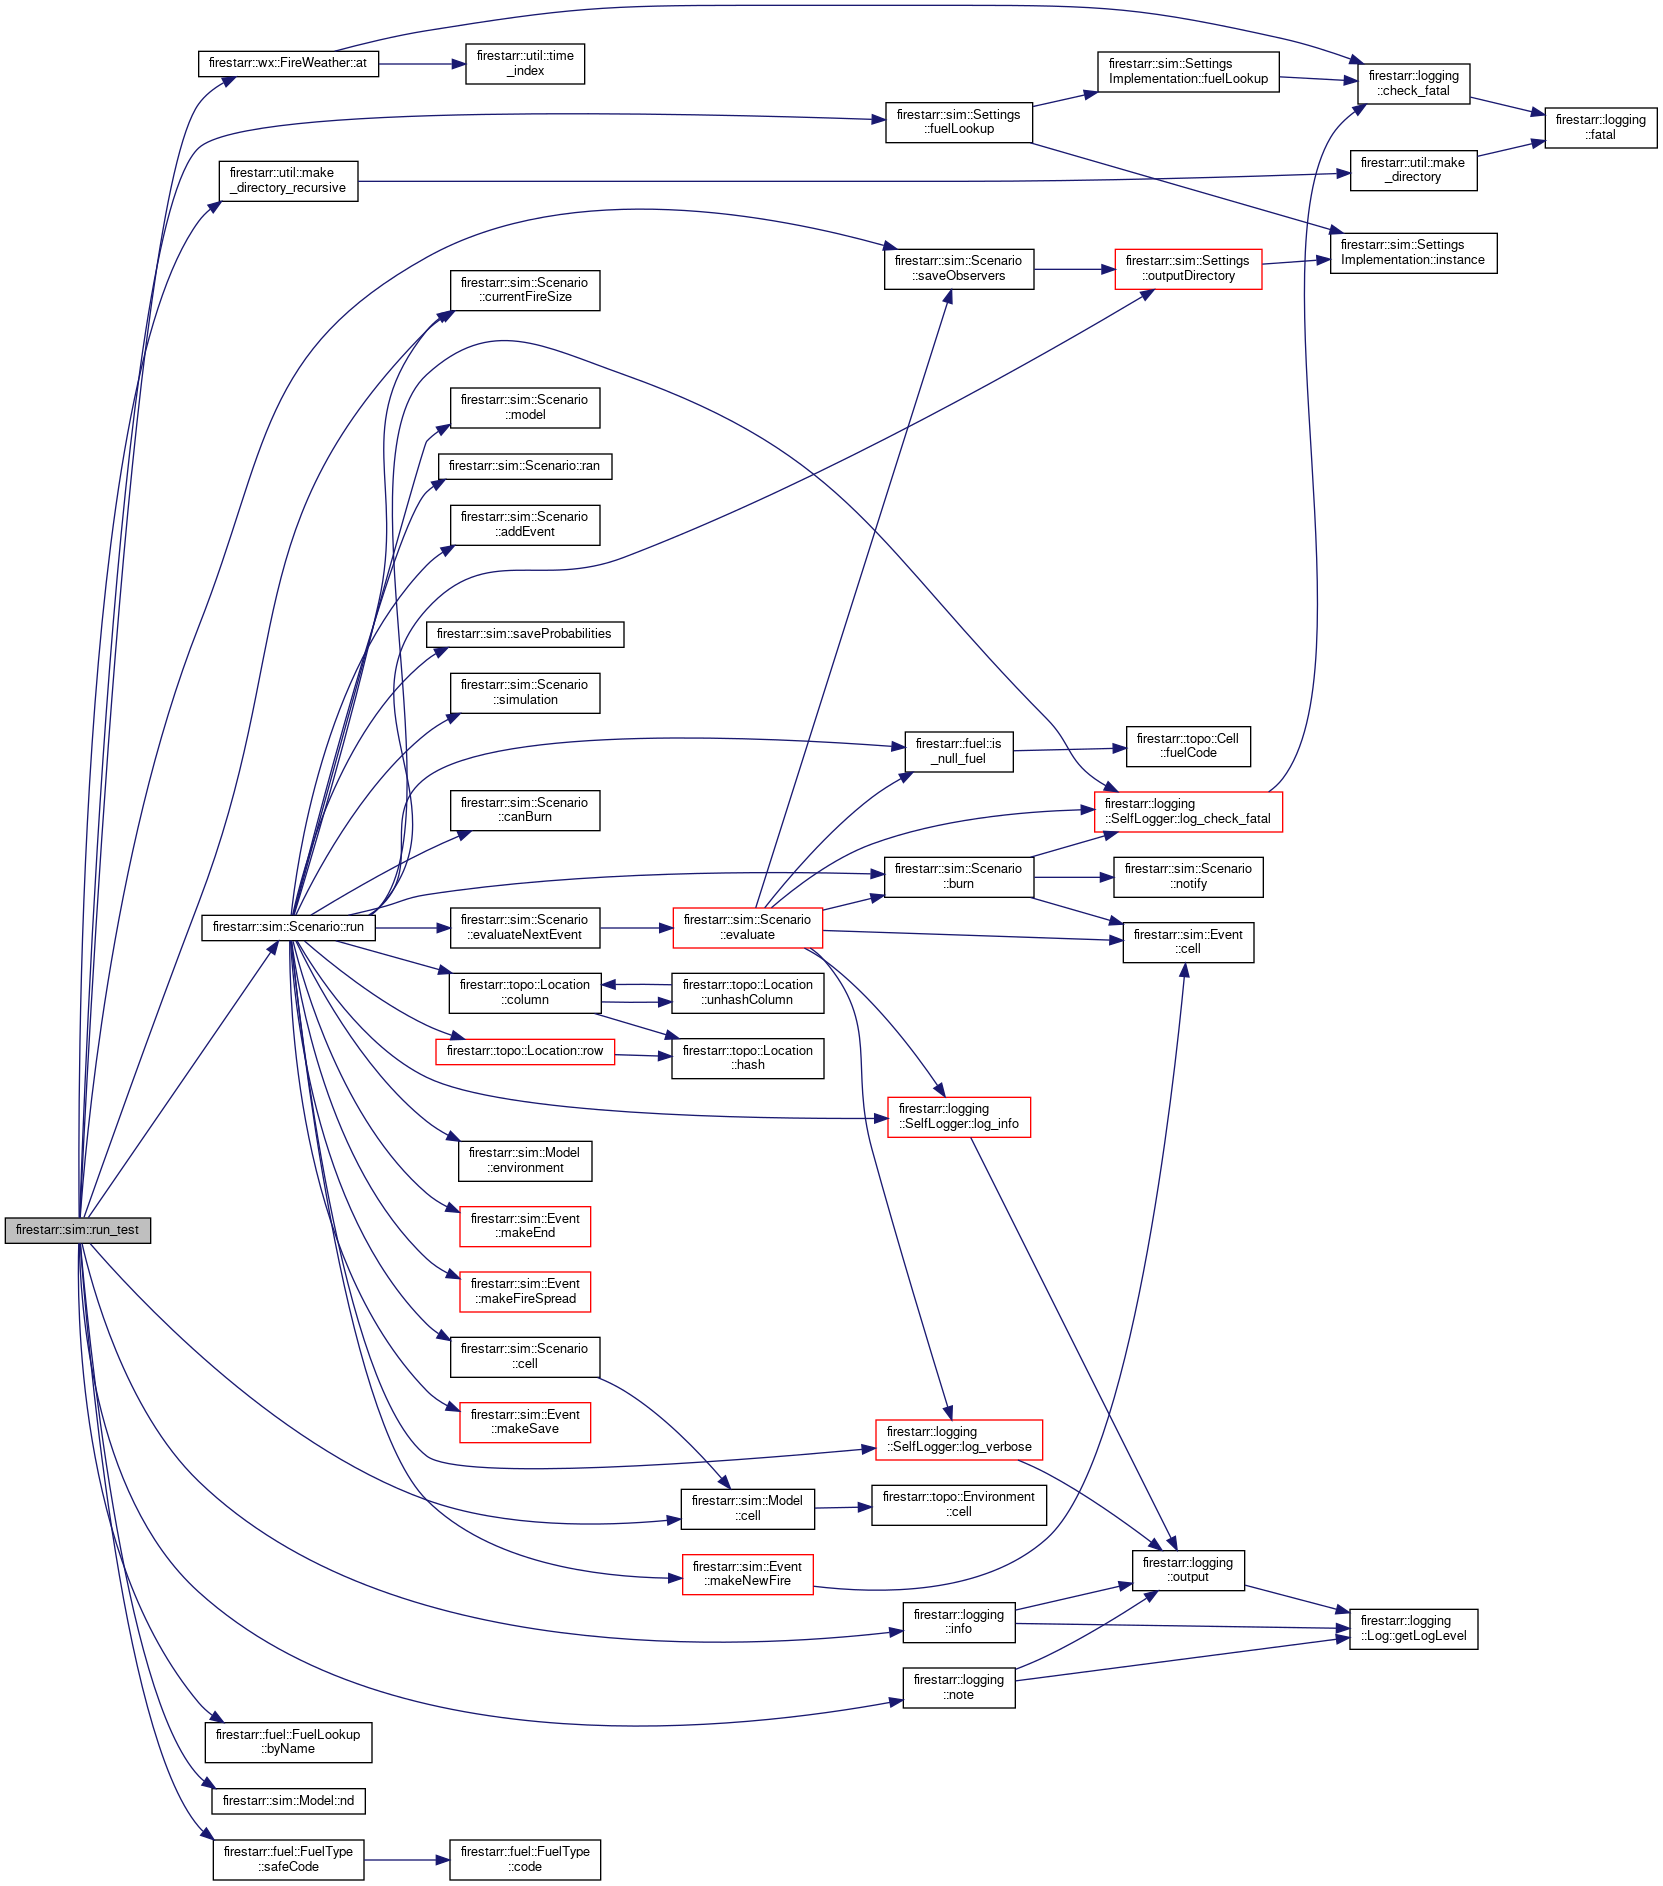 firestarr::wx::FireWeather::at
firestarr::util::time
_index
firestarr::sim::Settings
Implementation::fuelLookup
firestarr::logging
::check_fatal
firestarr::sim::Settings
::fuelLookup
firestarr::logging
::fatal
firestarr::util::make
_directory_recursive
firestarr::util::make
_directory
firestarr::sim::Scenario
::saveObservers
firestarr::sim::Settings
::outputDirectory
firestarr::sim::Settings
Implementation::instance
firestarr::sim::Scenario
::currentFireSize
firestarr::sim::Scenario
::model
firestarr::sim::Scenario::ran
firestarr::sim::Scenario
::addEvent
firestarr::sim::saveProbabilities
firestarr::sim::Scenario
::simulation
firestarr::fuel::is
_null_fuel
firestarr::topo::Cell
::fuelCode
firestarr::sim::Scenario
::canBurn
firestarr::logging
::SelfLogger::log_check_fatal
firestarr::sim::Scenario
::burn
firestarr::sim::Scenario
::notify
firestarr::sim::Scenario::run
firestarr::sim::Scenario
::evaluateNextEvent
firestarr::sim::Scenario
::evaluate
firestarr::sim::Event
::cell
firestarr::topo::Location
::column
firestarr::topo::Location
::unhashColumn
firestarr::topo::Location::row
firestarr::topo::Location
::hash
firestarr::logging
::SelfLogger::log_info
firestarr::sim::Model
::environment
firestarr::sim::run_test
firestarr::sim::Event
::makeEnd
firestarr::sim::Event
::makeFireSpread
firestarr::sim::Scenario
::cell
firestarr::sim::Event
::makeSave
firestarr::logging
::SelfLogger::log_verbose
firestarr::sim::Model
::cell
firestarr::topo::Environment
::cell
firestarr::sim::Event
::makeNewFire
firestarr::logging
::output
firestarr::logging
::info
firestarr::logging
::Log::getLogLevel
firestarr::logging
::note
firestarr::fuel::FuelLookup
::byName
firestarr::sim::Model::nd
firestarr::fuel::FuelType
::safeCode
firestarr::fuel::FuelType
::code